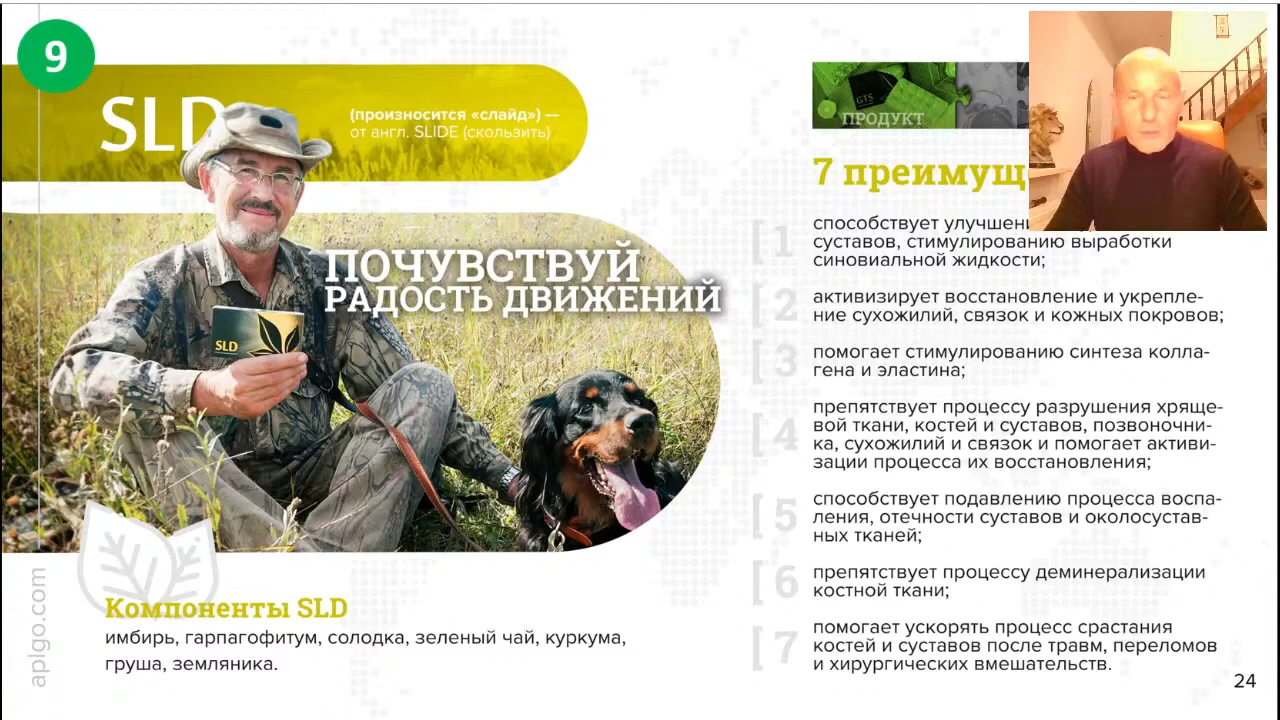 9
SLD
(произносится «слайд») —
от англ. SLIDE (скользить)
ПОЧУВСТВУЙ
РАДОСТЬ ДВИЖЕНИЙ
SLD
Компоненты SLD
имбирь, гарпагофитум, солодка, зеленый чай, куркума,
груша, земляника.
aplgo.com
GTS
ПРОДУКТ
7 преимущ
[ 1
способствует улучшени
суставов, стимулированию выработки
синовиальной жидкости;
[ 2
активизирует восстановление и укрепле-
ние сухожилий, связок и кожных покровов;
[ 3
помогает стимулированию синтеза колла-
гена и эластина;
[ 4
препятствует процессу разрушения хряще-
вой ткани, костей и суставов, позвоночни-
ка, сухожилий и связок и помогает активи-
зации процесса их восстановления;
[ 5
способствует подавлению процесса воспа-
ления, отечности суставов и околосустав-
ных тканей;
[ 6
препятствует процессу деминерализации
костной ткани;
[ 7
помогает ускорять процесс срастания
костей и суставов после травм, переломов
и хирургических вмешательств.
24